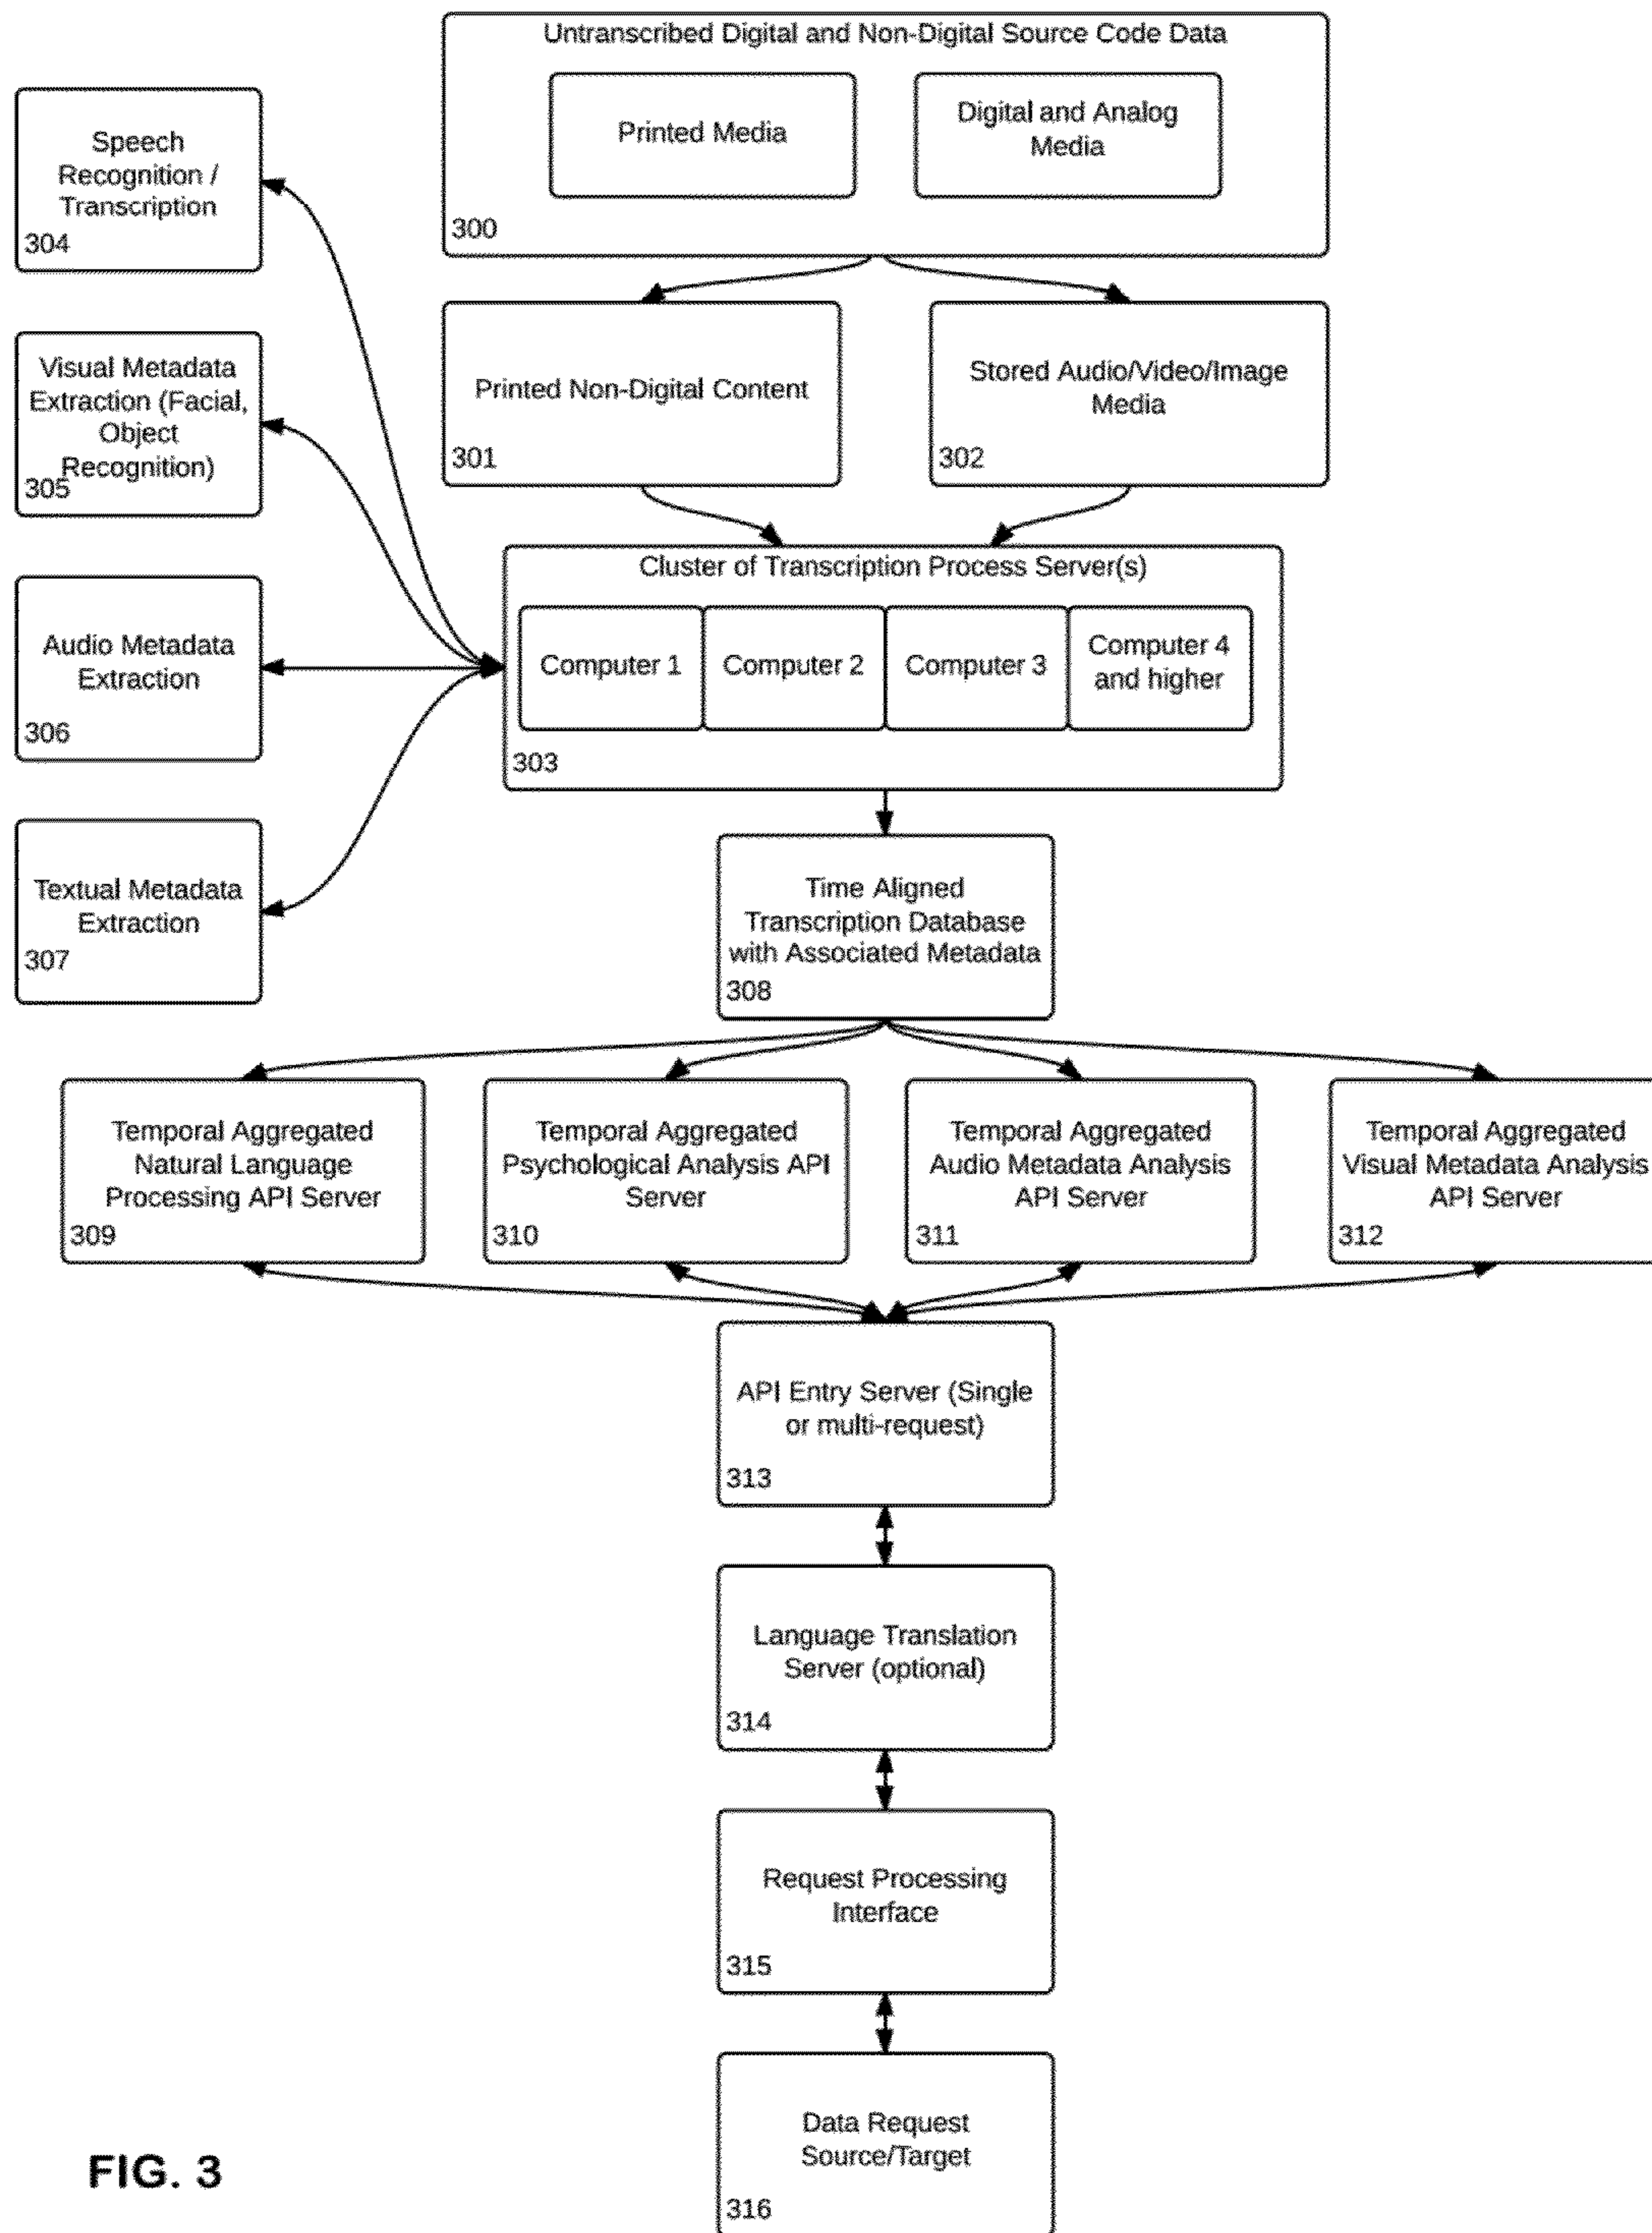 Untranscribed Digital and Non-Digital Source Code Data
Printed Media
Digital and Analog
Media
300
Speech
Recognition /
Transcription
304
Printed Non-Digital Content
301
Stored Audio/Video/Image
Media
302
Visual Metadata
Extraction (Facial,
Object
Recognition)
305
Cluster of Transcription Process Server(s)
Computer 1
Computer 2
Computer 3
Computer 4
and higher
303
Audio Metadata
Extraction
306
Textual Metadata
Extraction
307
Time Aligned
Transcription Database
with Associated Metadata
308
Temporal Aggregated
Natural Language
Processing API Server
309
Temporal Aggregated
Psychological Analysis API
Server
310
Temporal Aggregated
Audio Metadata Analysis
API Server
311
Temporal Aggregated
Visual Metadata Analysis
API Server
312
API Entry Server (Single
or multi-request)
313
Language Translation
Server (optional)
314
Request Processing
Interface
315
Data Request
Source/Target
316
FIG. 3